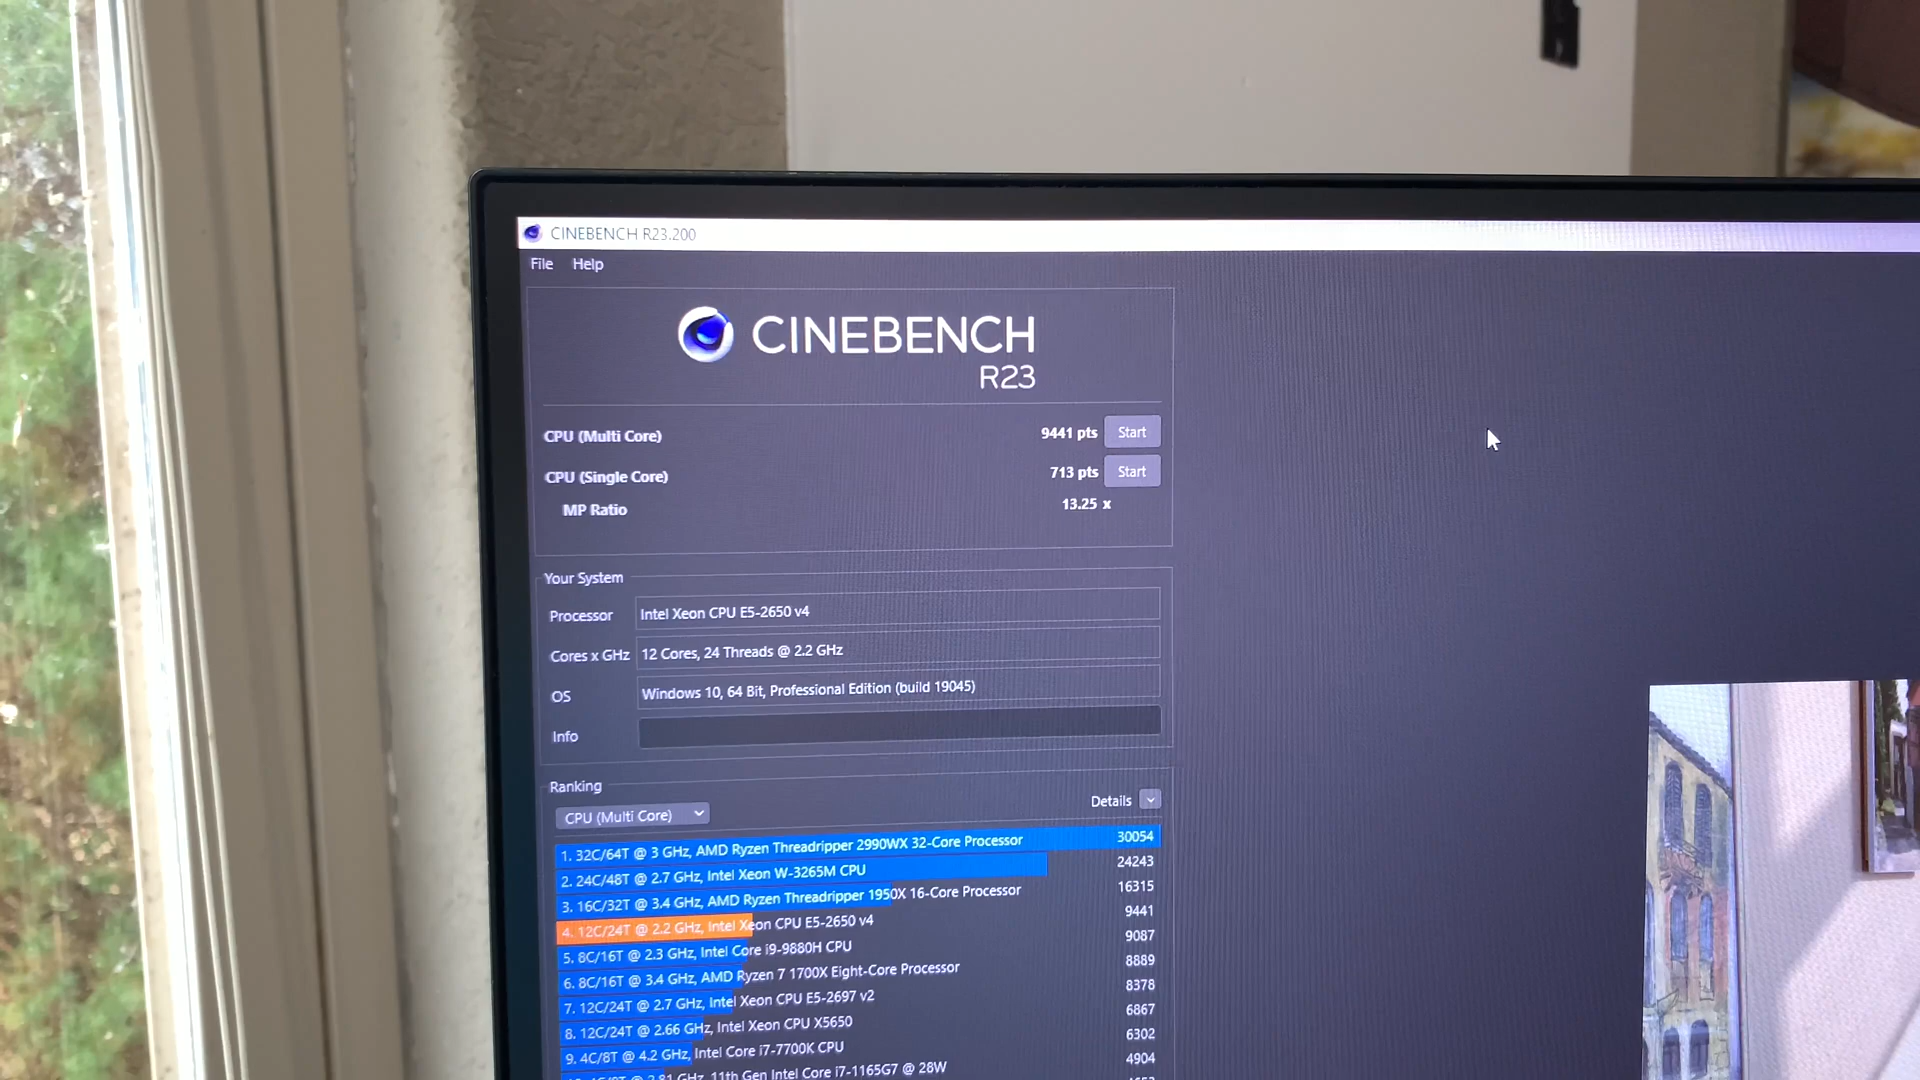 CINEBENCH R23.200
File Help
CINEBENCH
R23
CPU (Multi Core) 9441 pts Start
CPU (Single Core) 713 pts Start
MP Ratio 13.25 x
Your System
Processor Intel Xeon CPU E5-2650 v4
Cores x GHz 12 Cores, 24 Threads @ 2.2 GHz
OS Windows 10, 64 Bit, Professional Edition (build 19045)
Info
Ranking
CPU (Multi Core) Details
1. 32C/64T @ 3 GHz, AMD Ryzen Threadripper 2990WX 32-Core Processor 30054
2. 24C/48T @ 2.7 GHz, Intel Xeon W-3265M CPU 24243
3. 16C/32T @ 3.4 GHz, AMD Ryzen Threadripper 1950X 16-Core Processor 16315
4. 12C/24T @ 2.2 GHz, Intel Xeon CPU E5-2650 v4 9441
5. 8C/16T @ 2.3 GHz, Intel Core i9-9880H CPU 9087
6. 8C/16T @ 3.4 GHz, AMD Ryzen 7 1700X Eight-Core Processor 8889
7. 12C/24T @ 2.7 GHz, Intel Xeon CPU E5-2697 v2 8378
8. 12C/24T @ 2.66 GHz, Intel Xeon CPU X5650 6867
9. 4C/8T @ 4.2 GHz, Intel Core i7-7700K CPU 6302
GHz, 11th Gen Intel Core i7-1165G7 @ 28W 4904